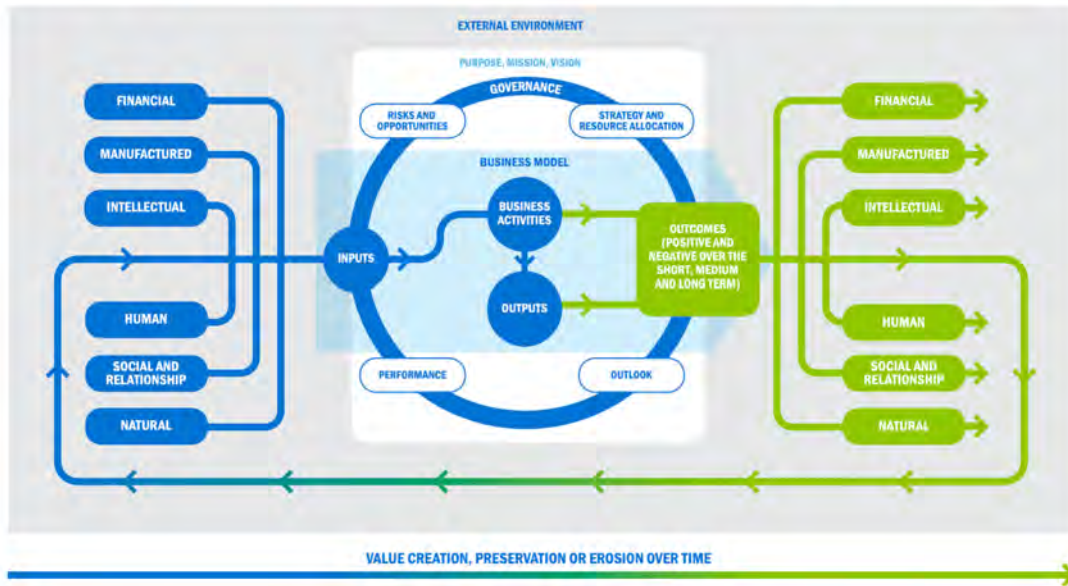 EXTERNAL ENVIRONMENT
PURPOSE, MISSION, VISION
GOVERNANCE
RISKS AND
OPPORTUNITIES
STRATEGY AND
RESOURCE ALLOCATION
FINANCIAL
MANUFACTURED
INTELLECTUAL
HUMAN
SOCIAL AND
RELATIONSHIP
NATURAL
INPUTS
BUSINESS MODEL
BUSINESS
ACTIVITIES
OUTPUTS
OUTCOMES
(POSITIVE AND
NEGATIVE OVER THE
SHORT, MEDIUM
AND LONG TERM)
PERFORMANCE
OUTLOOK
FINANCIAL
MANUFACTURED
INTELLECTUAL
HUMAN
SOCIAL AND
RELATIONSHIP
NATURAL
VALUE CREATION, PRESERVATION OR EROSION OVER TIME